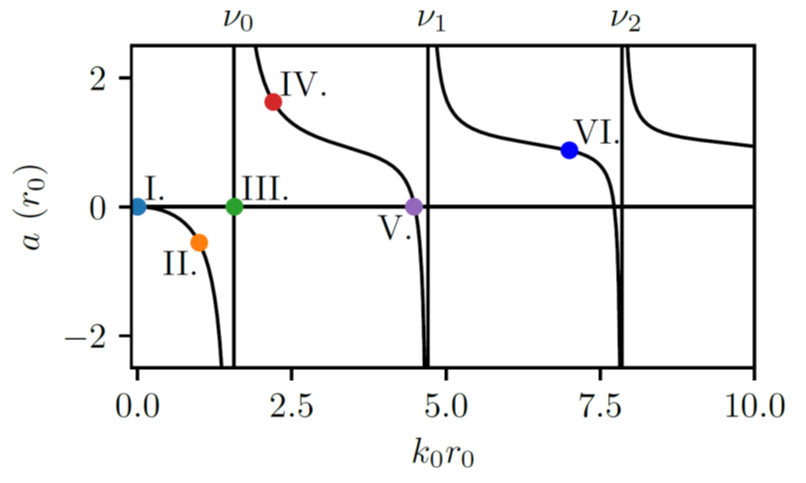 ν₀ ν₁ ν₂
2
IV.
VI.
I.
III.
0
V.
II.
−2
a (r₀)
0.0 2.5 5.0 7.5 10.0
k₀r₀